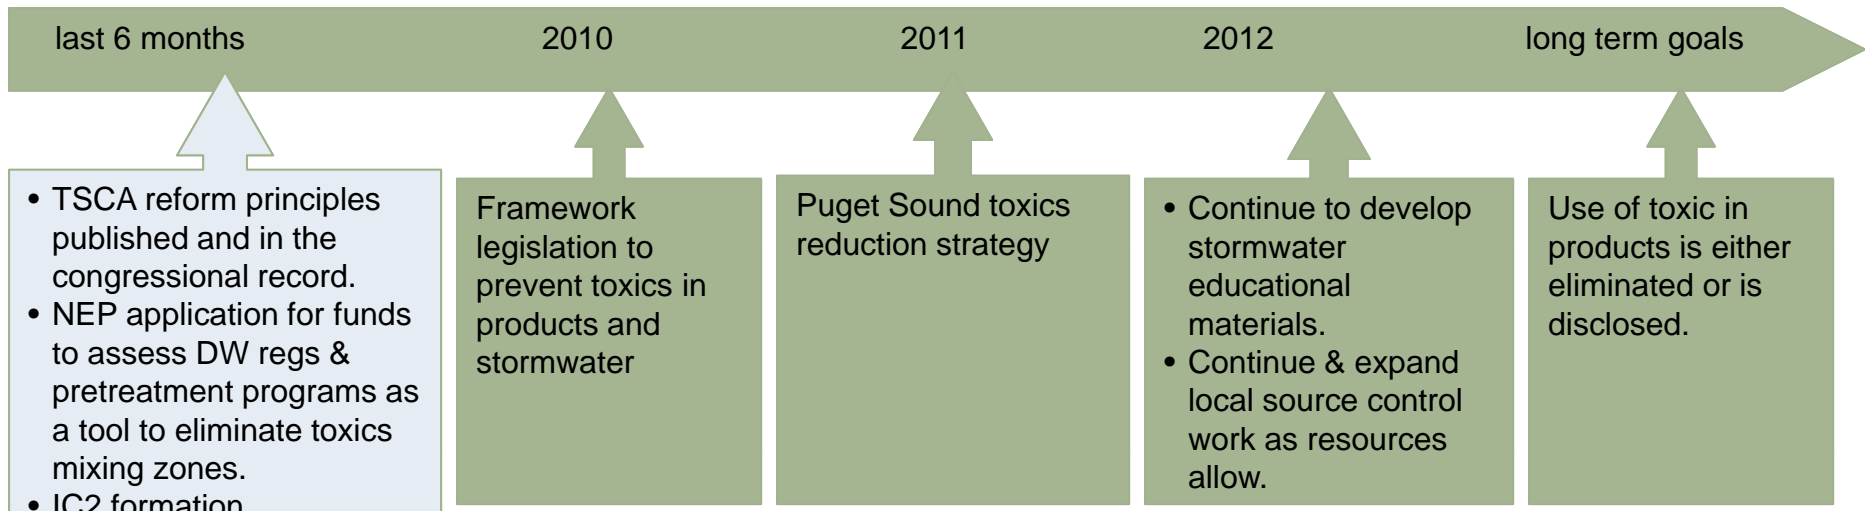 last 6 months
2010
2011
2012
long term goals
• TSCA reform principles
published and in the
congressional record.
• NEP application for funds
to assess DW regs &
pretreatment programs as
a tool to eliminate toxics
mixing zones.
• IC2 formation
Framework
legislation to
prevent toxics in
products and
stormwater
Puget Sound toxics
reduction strategy
• Continue to develop
stormwater
educational
materials.
• Continue & expand
local source control
work as resources
allow.
Use of toxic in
products is either
eliminated or is
disclosed.